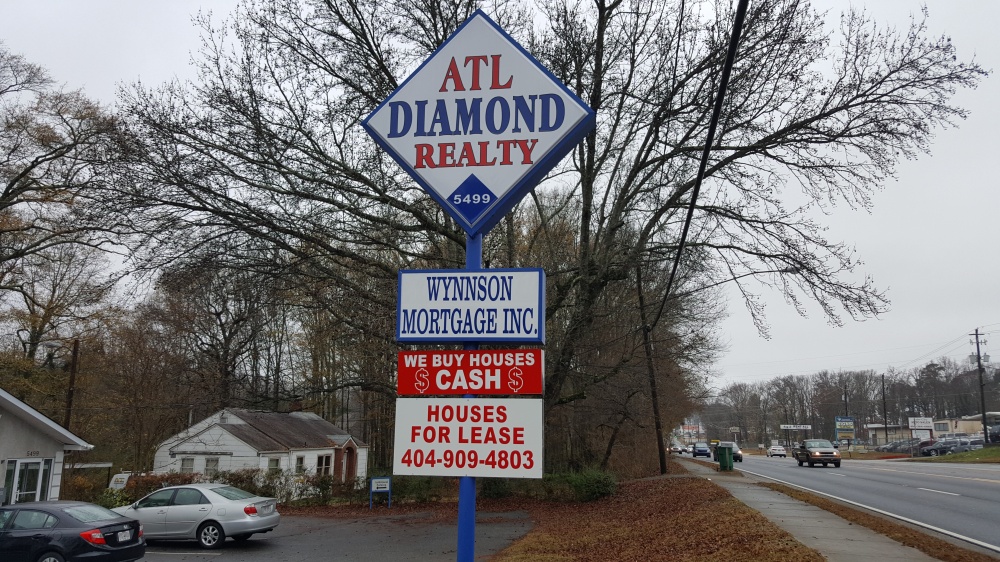 ATL
DIAMOND
REALTY
5499
WYNNSON
MORTGAGE INC.
WE BUY HOUSES
$ CASH $
HOUSES
FOR LEASE
404-909-4803
5499